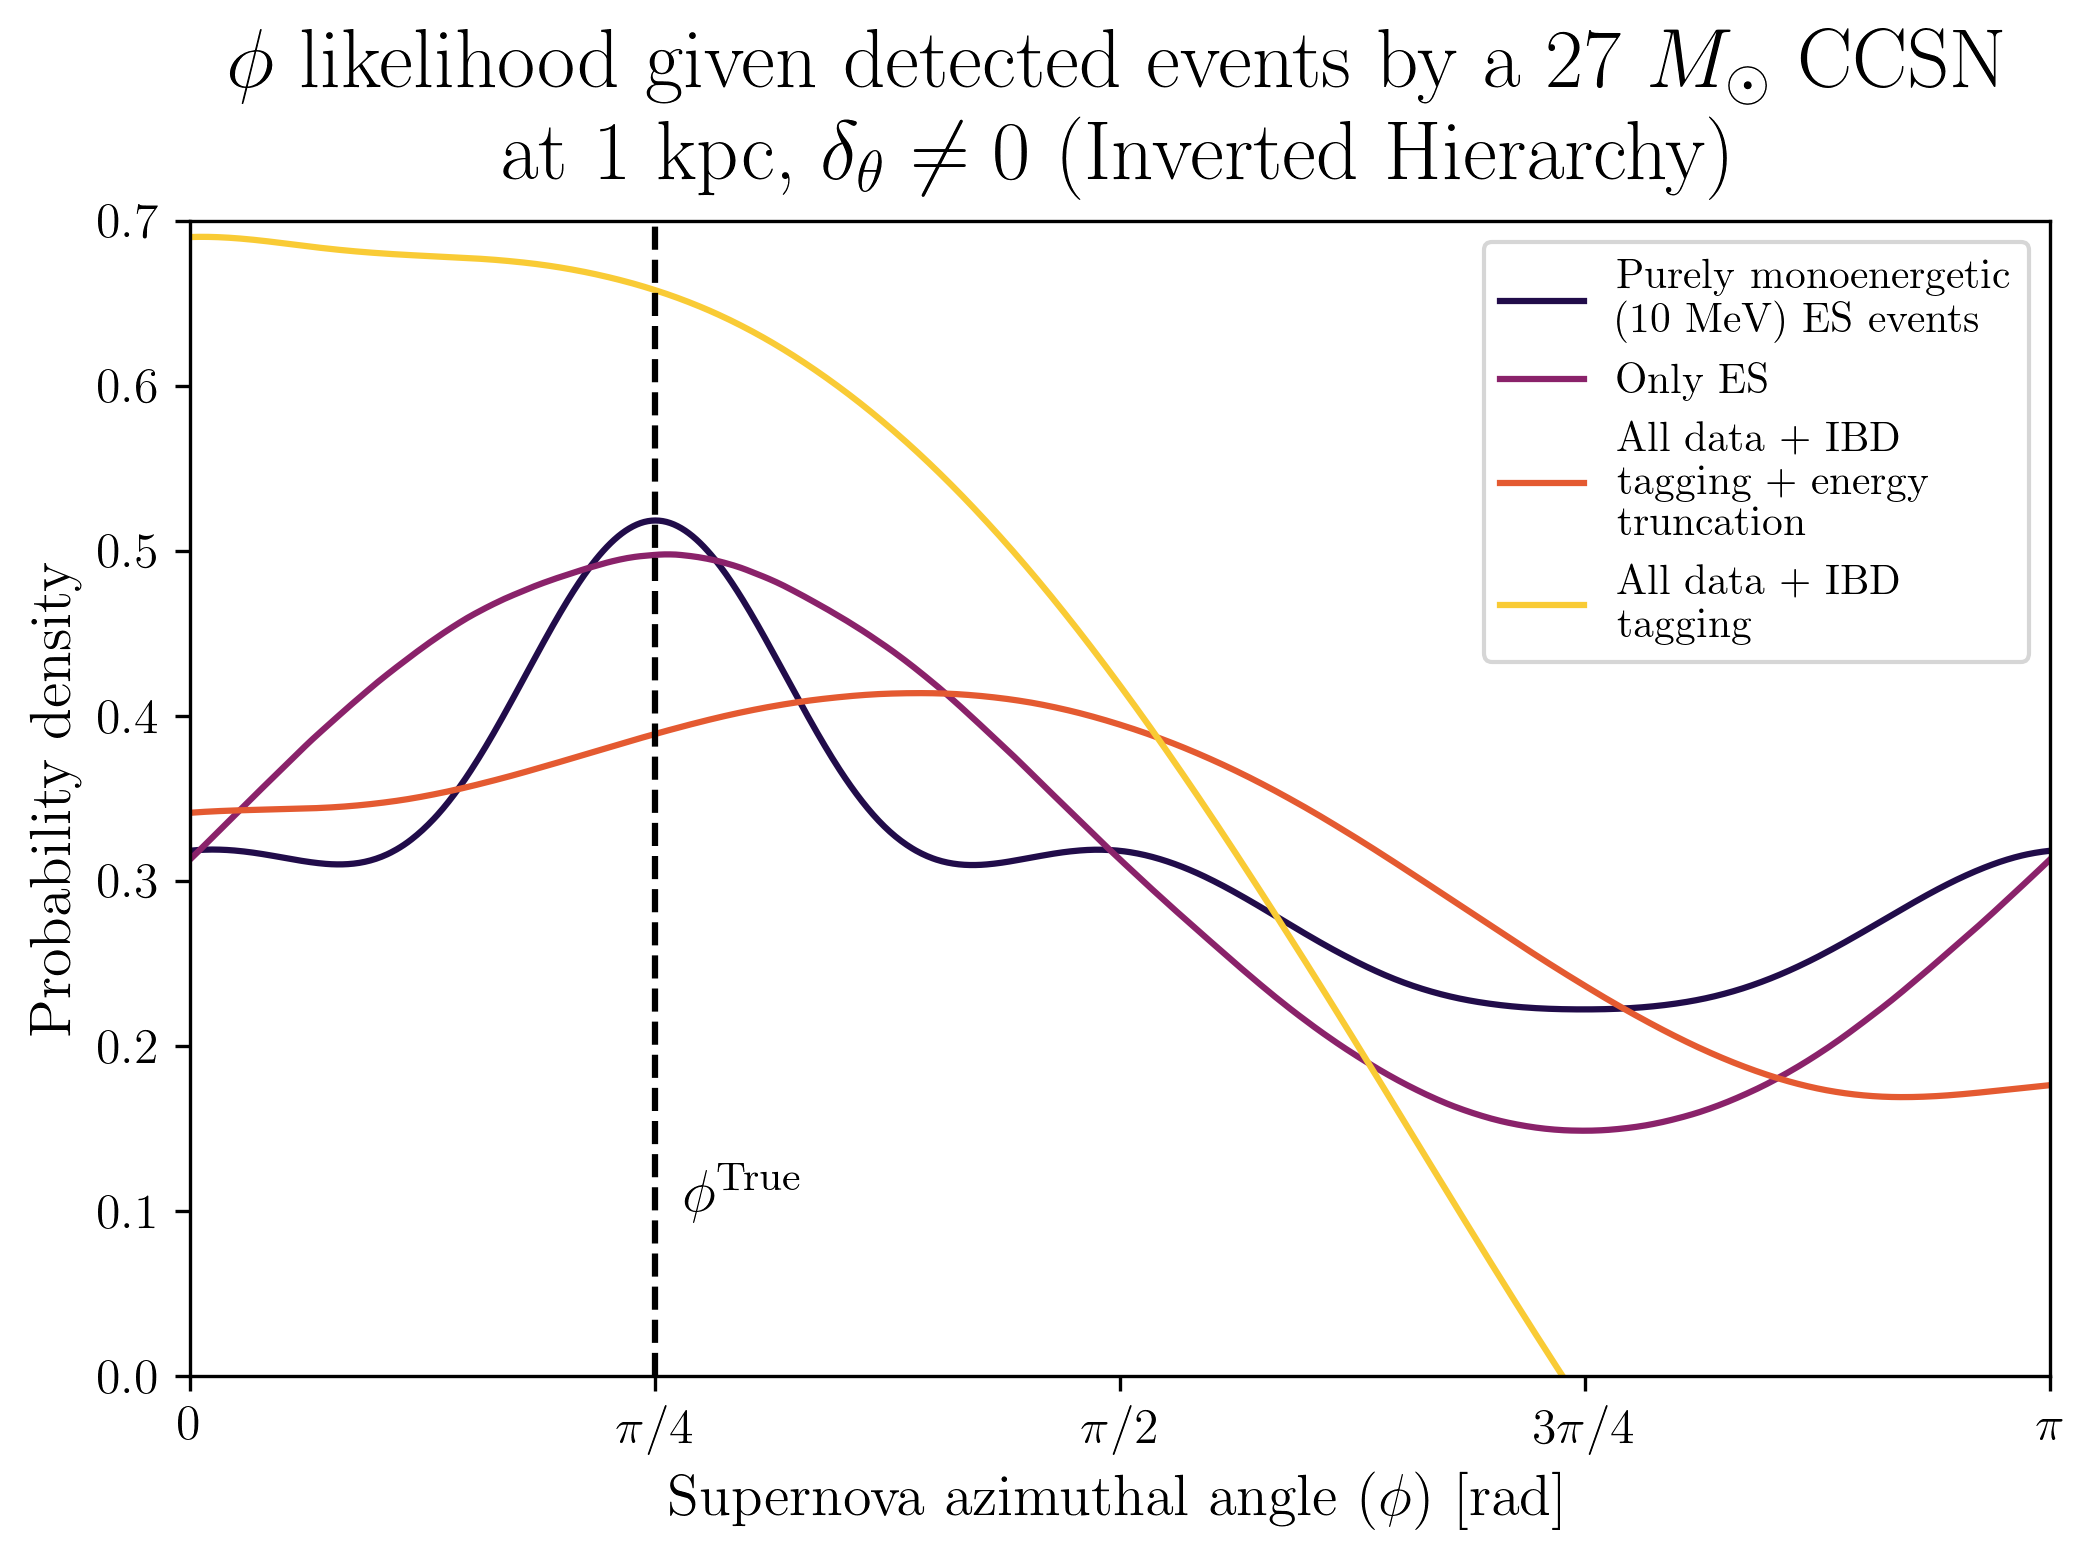 ϕ likelihood given detected events by a 27 M⊙ CCSN
at 1 kpc, δθ ≠ 0 (Inverted Hierarchy)
0.7
0.6
0.5
0.4
0.3
0.2
0.1
0.0
Probability density
Purely monoenergetic
(10 MeV) ES events
Only ES
All data + IBD
tagging + energy
truncation
All data + IBD
tagging
ϕTrue
0
π/4
π/2
3π/4
π
Supernova azimuthal angle (ϕ) [rad]